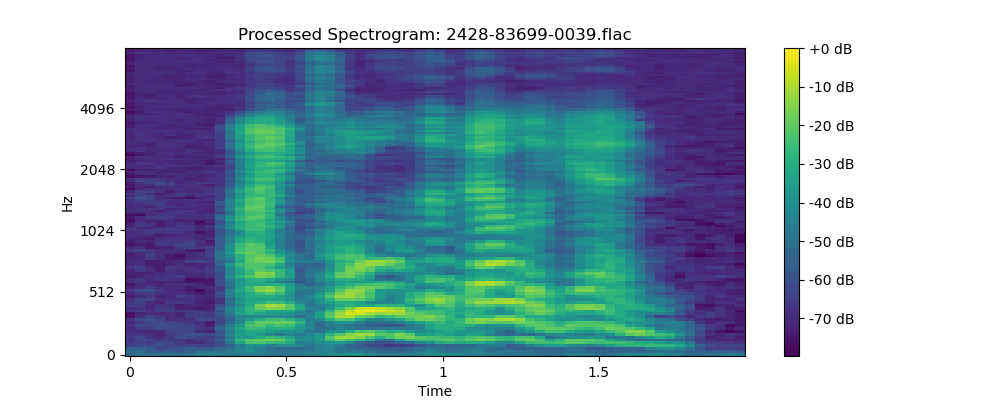 Processed Spectrogram: 2428-83699-0039.flac
+0 dB
-10 dB
-20 dB
-30 dB
-40 dB
-50 dB
-60 dB
-70 dB
4096
2048
1024
512
0
Hz
0
0.5
1
1.5
Time